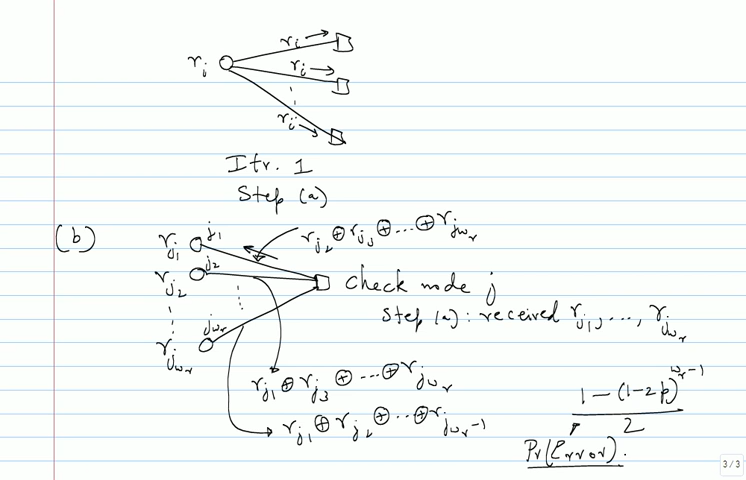 r_i →
r_i
r_i →
r_i →
Itr. 1
Step (a)
(b)
r_{j_1} j_1
r_{j_2} ⊕ r_{j_3} ⊕ ... ⊕ r_{j_{w_r}}
r_{j_2} j_2
check node j
Step (a): received r_{j_1}, ..., r_{j_{w_r}}
r_{j_{w_r}} j_{w_r}
r_{j_1} ⊕ r_{j_3} ⊕ ... ⊕ r_{j_{w_r}}
r_{j_1} ⊕ r_{j_2} ⊕ ... ⊕ r_{j_{w_r-1}}
1-(1-2p)^{w_r-1}
2
Pr(Error).
3 / 3